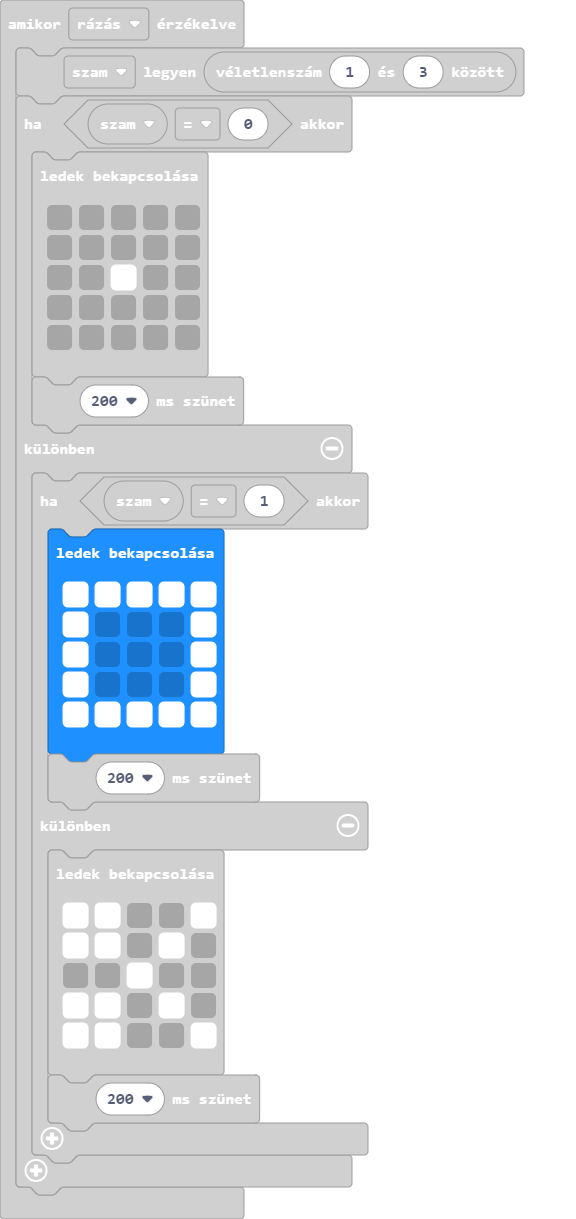 amikor rázás érzékelve
szam legyen véletlenszám 1 és 3 között
ha szam = 0 akkor
ledek bekapcsolása
200 ms szünet
különben
ha szam = 1 akkor
ledek bekapcsolása
200 ms szünet
különben
ledek bekapcsolása
200 ms szünet